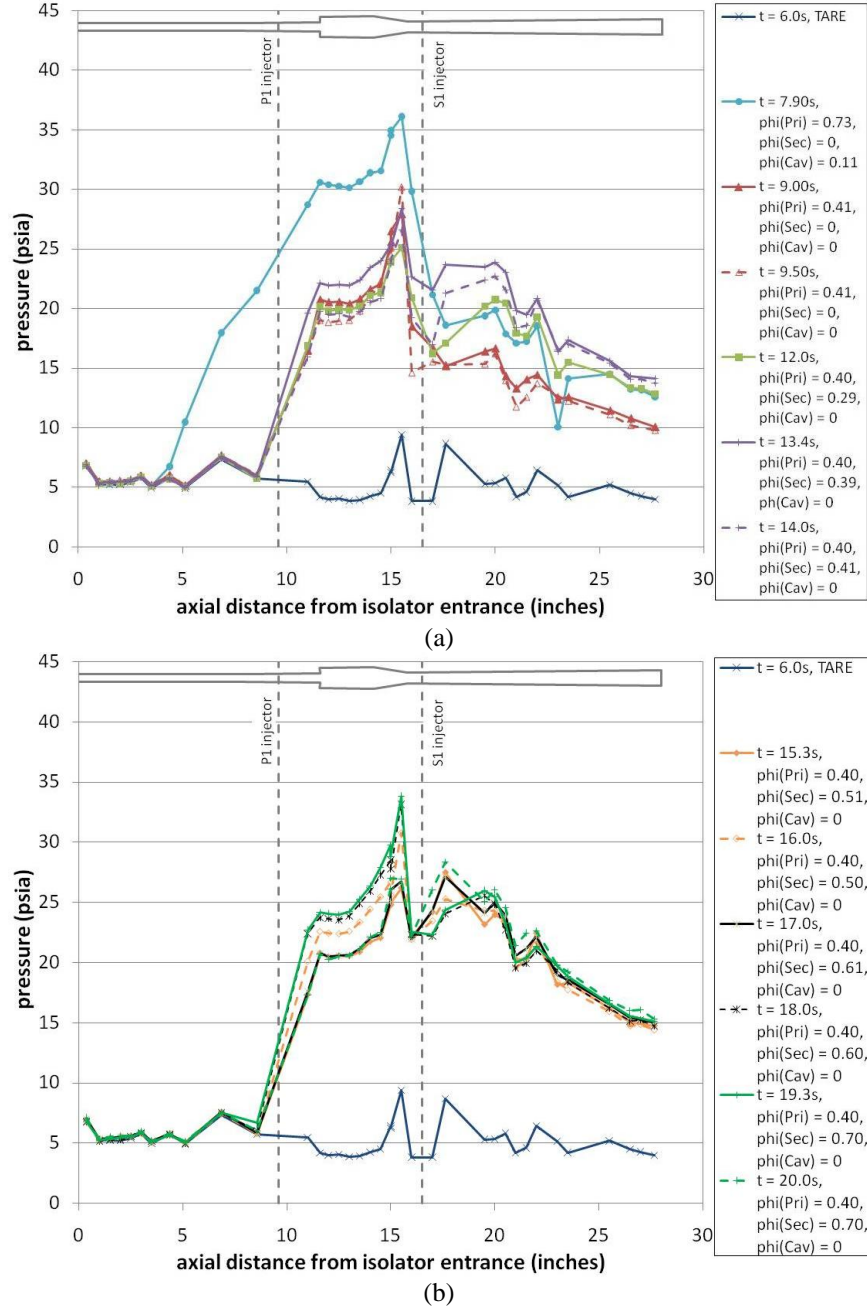 45
40
35
30
25
20
15
10
5
0
pressure (psia)
P1 injector
S1 injector
0 5 10 15 20 25 30
axial distance from isolator entrance (inches)
t = 6.0s, TARE
t = 7.90s,
phi(Pri) = 0.73,
phi(Sec) = 0,
phi(Cav) = 0.11
t = 9.00s,
phi(Pri) = 0.41,
phi(Sec) = 0,
phi(Cav) = 0
t = 9.50s,
phi(Pri) = 0.41,
phi(Sec) = 0,
phi(Cav) = 0
t = 12.0s,
phi(Pri) = 0.40,
phi(Sec) = 0.29,
phi(Cav) = 0
t = 13.4s,
phi(Pri) = 0.40,
phi(Sec) = 0.39,
ph(Cav) = 0
t = 14.0s,
phi(Pri) = 0.40,
phi(Sec) = 0.41,
phi(Cav) = 0
(a)
45
40
35
30
25
20
15
10
5
0
pressure (psia)
P1 injector
S1 injector
0 5 10 15 20 25 30
axial distance from isolator entrance (inches)
t = 6.0s, TARE
t = 15.3s,
phi(Pri) = 0.40,
phi(Sec) = 0.51,
phi(Cav) = 0
t = 16.0s,
phi(Pri) = 0.40,
phi(Sec) = 0.50,
phi(Cav) = 0
t = 17.0s,
phi(Pri) = 0.40,
phi(Sec) = 0.61,
phi(Cav) = 0
t = 18.0s,
phi(Pri) = 0.40,
phi(Sec) = 0.60,
phi(Cav) = 0
t = 19.3s,
phi(Pri) = 0.40,
phi(Sec) = 0.70,
phi(Cav) = 0
t = 20.0s,
phi(Pri) = 0.40,
phi(Sec) = 0.70,
phi(Cav) = 0
(b)